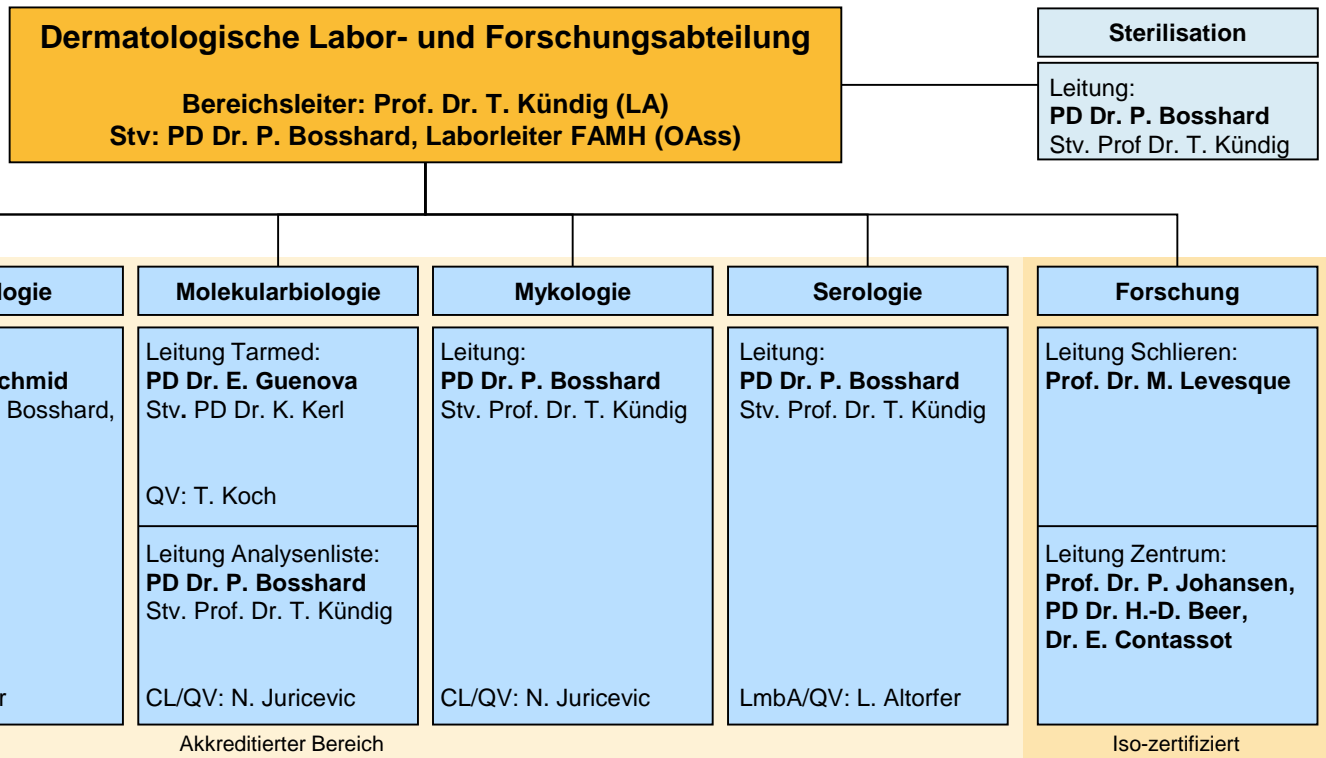 Dermatologische Labor- und Forschungsabteilung
Bereichsleiter: Prof. Dr. T. Kündig (LA)
Stv: PD Dr. P. Bosshard, Laborleiter FAMH (OAss)
Sterilisation
Leitung:
PD Dr. P. Bosshard
Stv. Prof Dr. T. Kündig
logie
chmid
Bosshard,
r
Molekularbiologie
Leitung Tarmed:
PD Dr. E. Guenova
Stv. PD Dr. K. Kerl
QV: T. Koch
Leitung Analysenliste:
PD Dr. P. Bosshard
Stv. Prof. Dr. T. Kündig
CL/QV: N. Juricevic
Mykologie
Leitung:
PD Dr. P. Bosshard
Stv. Prof. Dr. T. Kündig
CL/QV: N. Juricevic
Serologie
Leitung:
PD Dr. P. Bosshard
Stv. Prof. Dr. T. Kündig
LmbA/QV: L. Altorfer
Forschung
Leitung Schlieren:
Prof. Dr. M. Levesque
Leitung Zentrum:
Prof. Dr. P. Johansen,
PD Dr. H.-D. Beer,
Dr. E. Contassot
Akkreditierter Bereich
Iso-zertifiziert